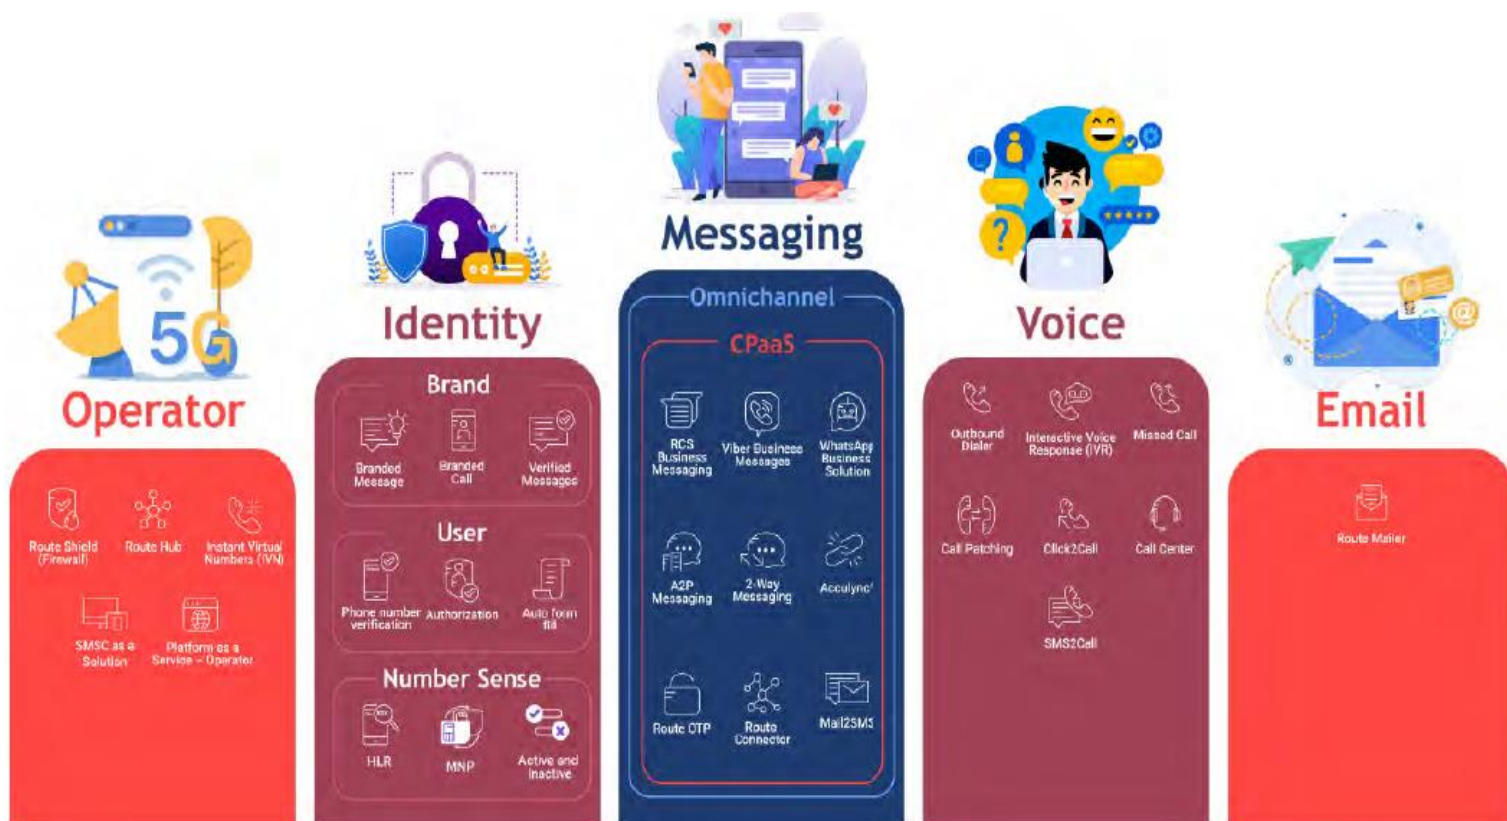 Messaging
Omnichannel
CPaaS
RCS
Business
Messaging
Viber Business
Messages
WhatsApp
Business
Solution
A2P
Messaging
2-Way
Messaging
Acculync
Route OTP
Route
Connector
Mail2SMS
5G
Operator
Route Shield
(Firewall)
Route Hub
Instant Virtual
Numbers (IVN)
SMSC as a
Solution
Platform as a
Service – Operator
Identity
Brand
Branded
Message
Branded
Call
Verified
Messages
User
Phone number
verification
Authorization
Auto form
fill
Number Sense
HLR
MNP
Active and
Inactive
?
Voice
Outbound
Dialer
Interactive Voice
Response (IVR)
Missed Call
Call Patching
Click2Call
Call Center
SMS2Call
@
Email
Route Mailer